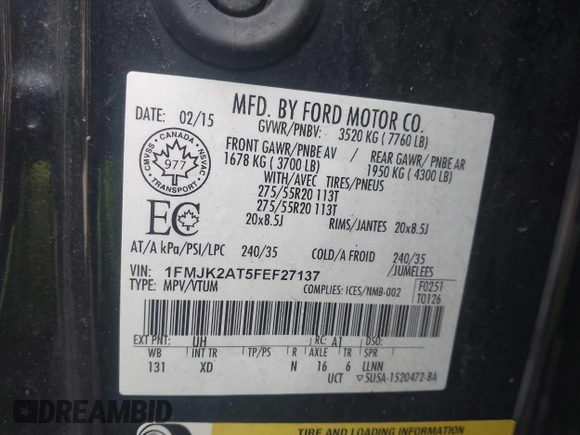 MFD. BY FORD MOTOR CO.
DATE: 02/15
GVWR/PNBV: 3520 KG ( 7760 LB)
FRONT GAWR/PNBE AV / REAR GAWR/ PNBE AR
1678 KG ( 3700 LB) 1950 KG ( 4300 LB)
WITH/AVEC TIRES/PNEUS
275/55R20 113T
275/55R20 113T
20x8.5J RIMS/JANTES 20x8.5J
CMVSS · CANADA · NSVAC
977
TRANSPORT
EC
AT/A kPa/PSI/LPC 240/35 COLD/A FROID 240/35
/JUMELEES
VIN: 1FMJK2AT5FEF27137
TYPE: MPV/VTUM COMPLIES: ICES/NMB-002
F0251
T0126
EXT PNT: UH RC: A1 DSO:
WB INT TR TP/PS R AXLE TR SPR
131 XD N 16 6 LLNN
UCT ▽5USA-1520472-BA
TIRE AND LOADING INFORMATION
DREAMBID